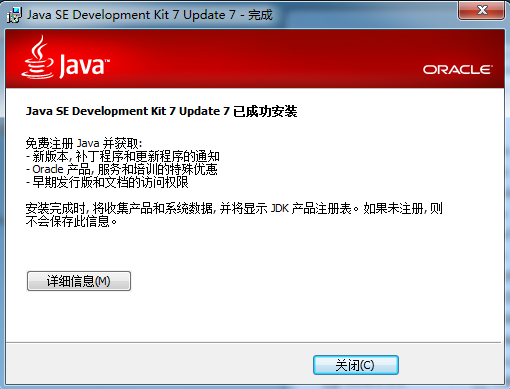 Java SE Development Kit 7 Update 7 - 完成
Java™
ORACLE®
Java SE Development Kit 7 Update 7 已成功安装
免费注册 Java 并获取:
- 新版本, 补丁程序和更新程序的通知
- Oracle 产品, 服务和培训的特殊优惠
- 早期发行版和文档的访问权限
安装完成时, 将收集产品和系统数据, 并将显示 JDK 产品注册表。如果未注册, 则
不会保存此信息。
详细信息(M)
关闭(C)